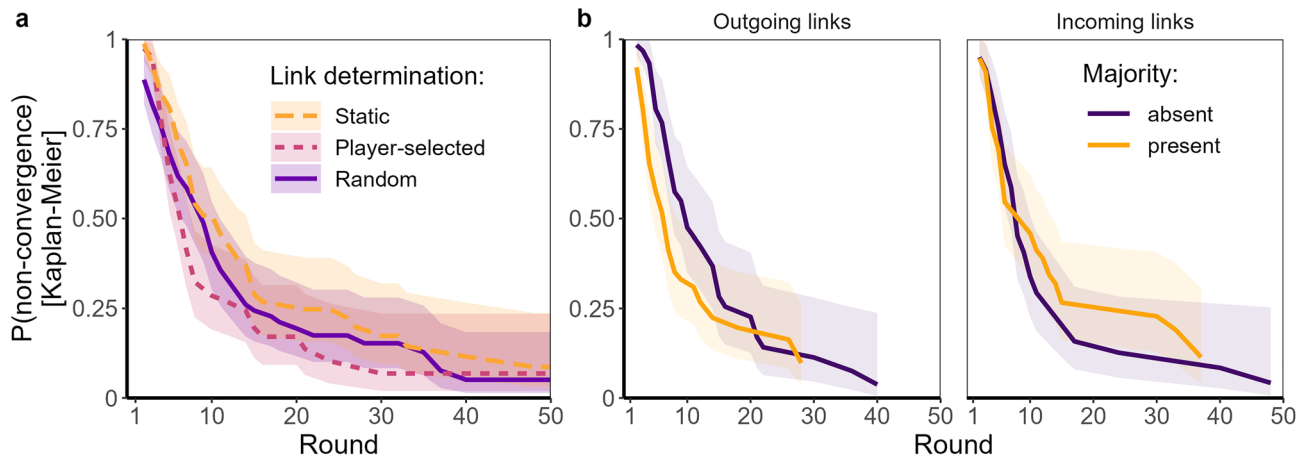 a
P(non-convergence)
[Kaplan-Meier]
1
0.75
0.50
0.25
0
Link determination:
Static
Player-selected
Random
1
10
20
30
40
50
Round
b
Outgoing links
Incoming links
1
0.75
0.50
0.25
0
Majority:
absent
present
1
10
20
30
40
50
1
10
20
30
40
50
Round